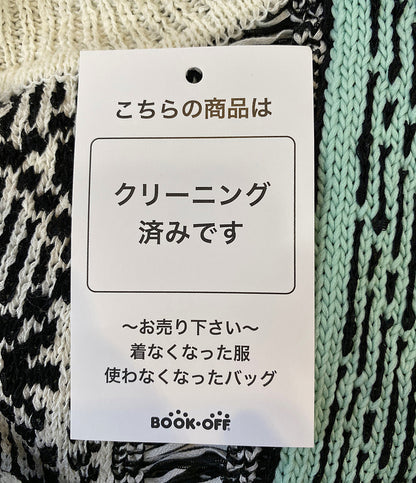 こちらの商品は
クリーニング
済みです
〜お売り下さい〜
着なくなった服
使わなくなったバッグ
BOOK・OFF